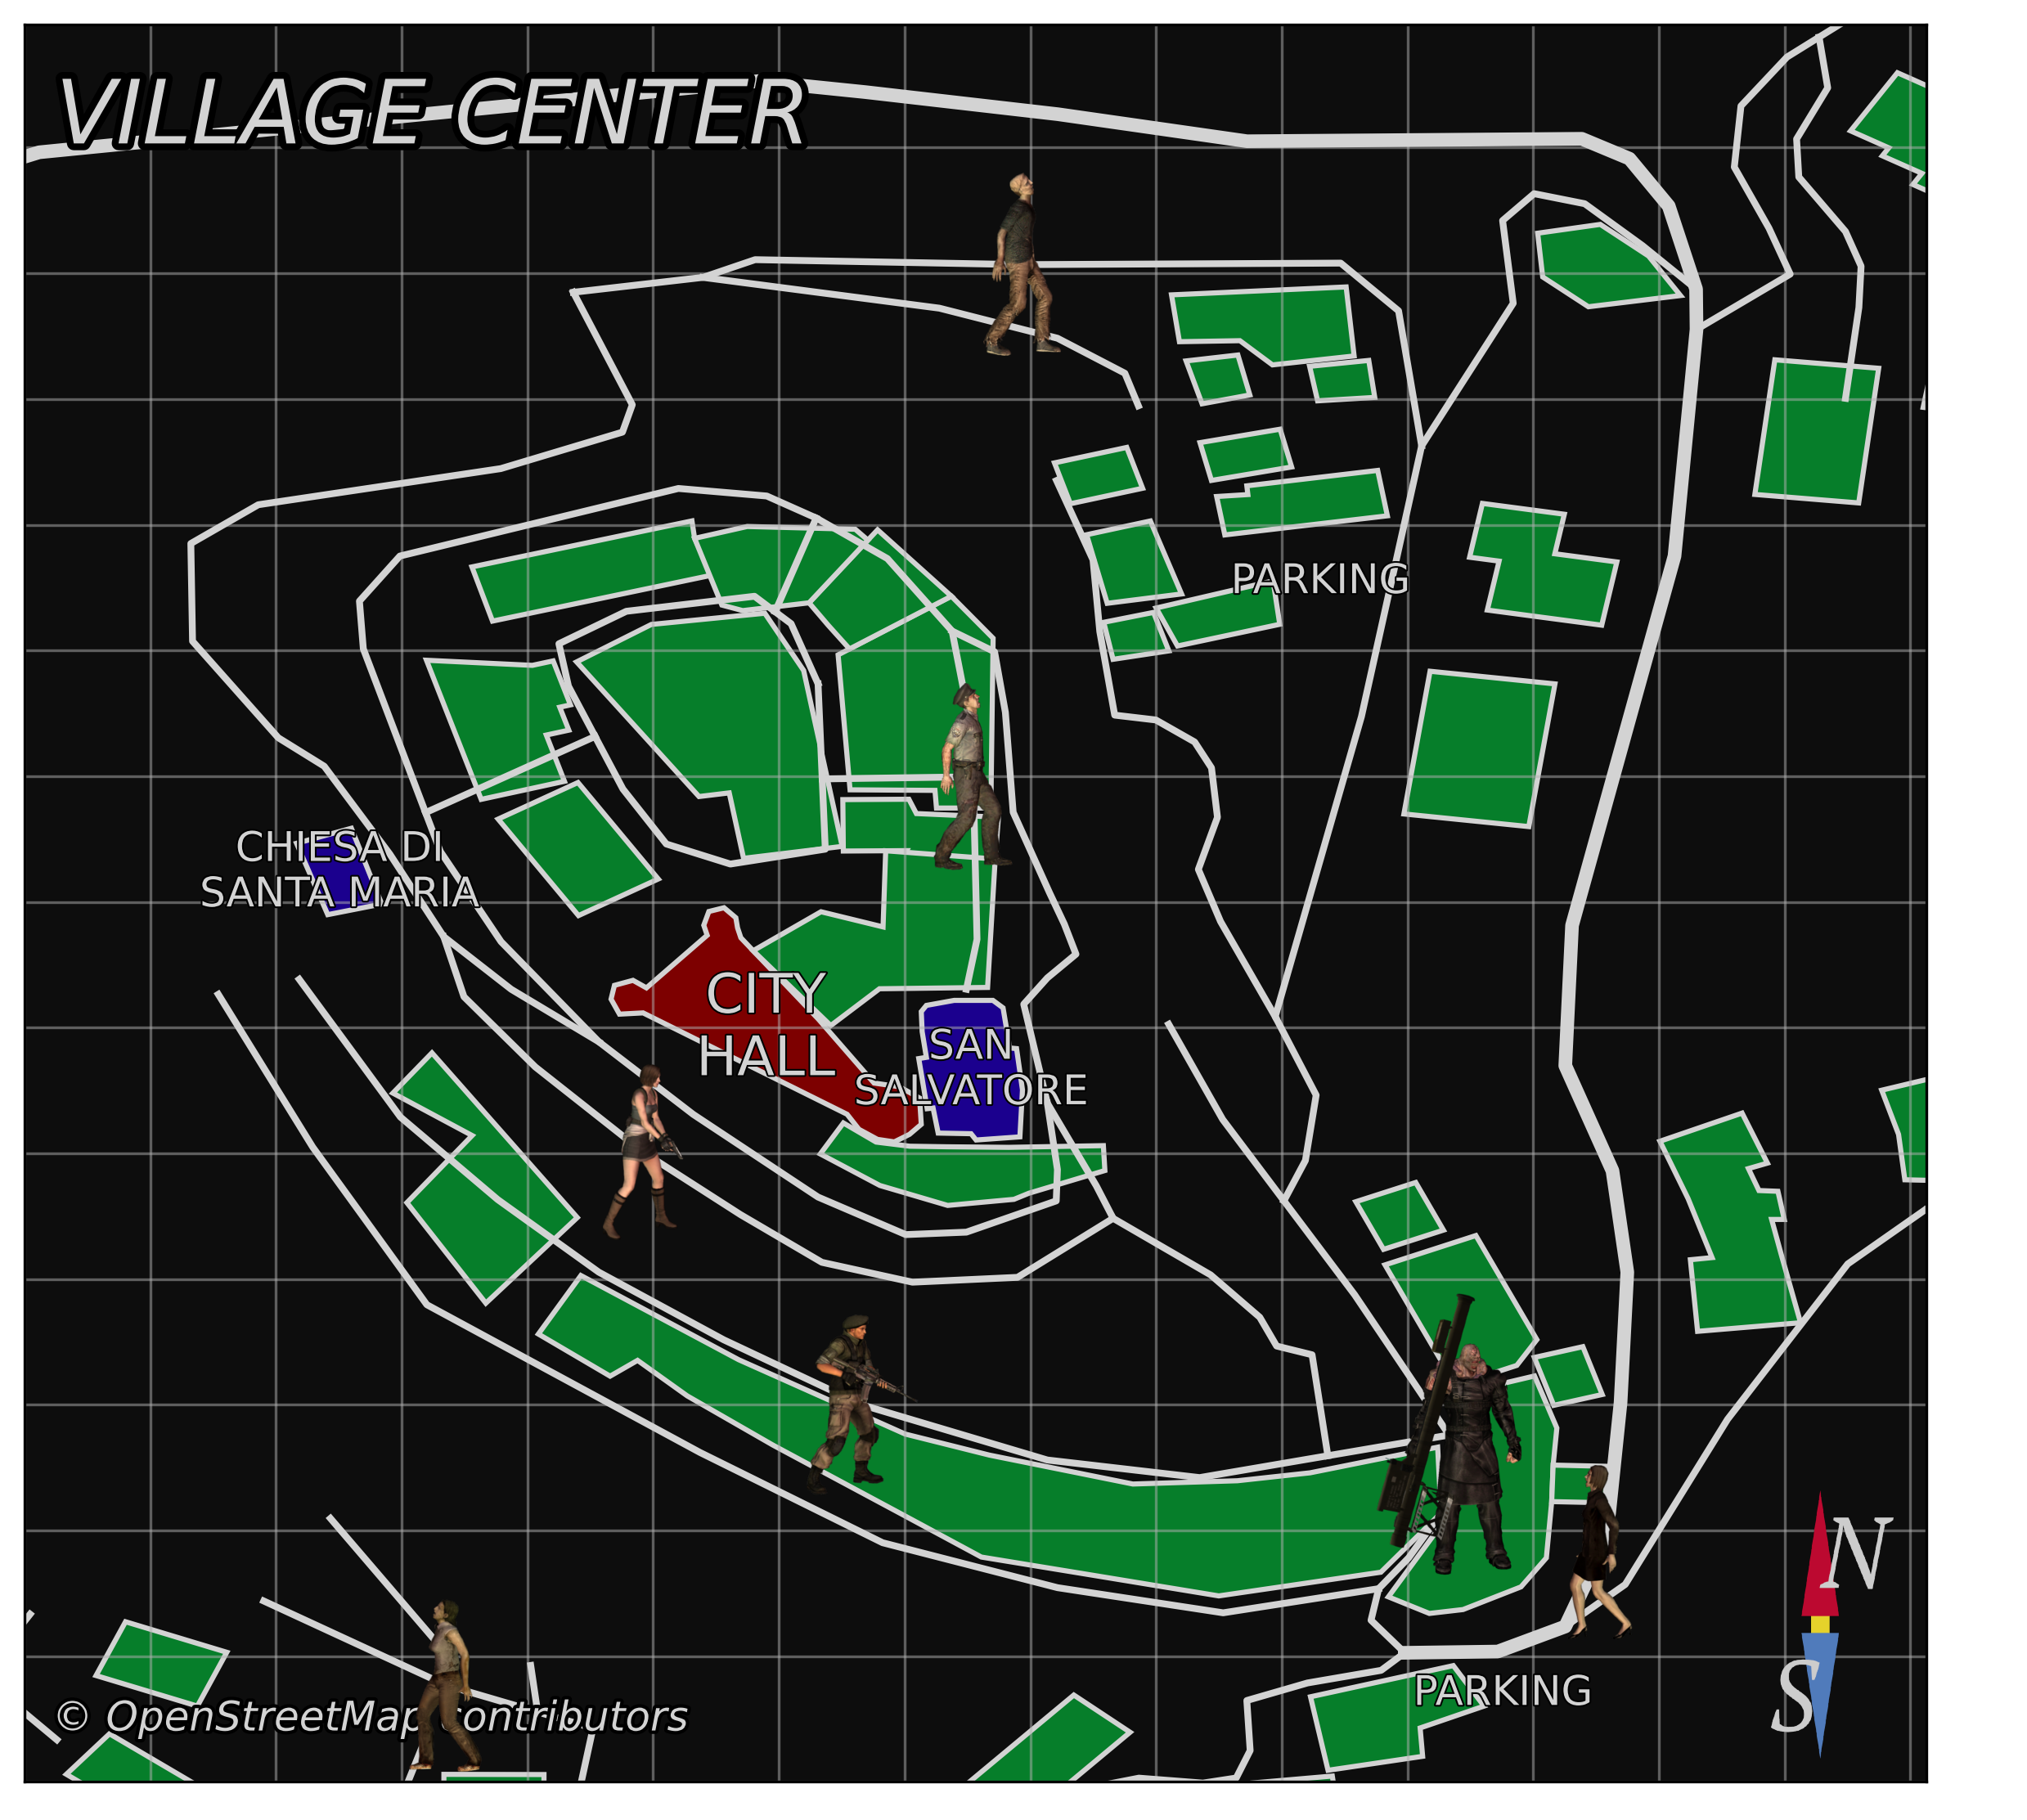 VILLAGE CENTER
PARKING
CHIESA DI
SANTA MARIA
CITY
HALL
SAN
SALVATORE
N
PARKING
S
© OpenStreetMap contributors